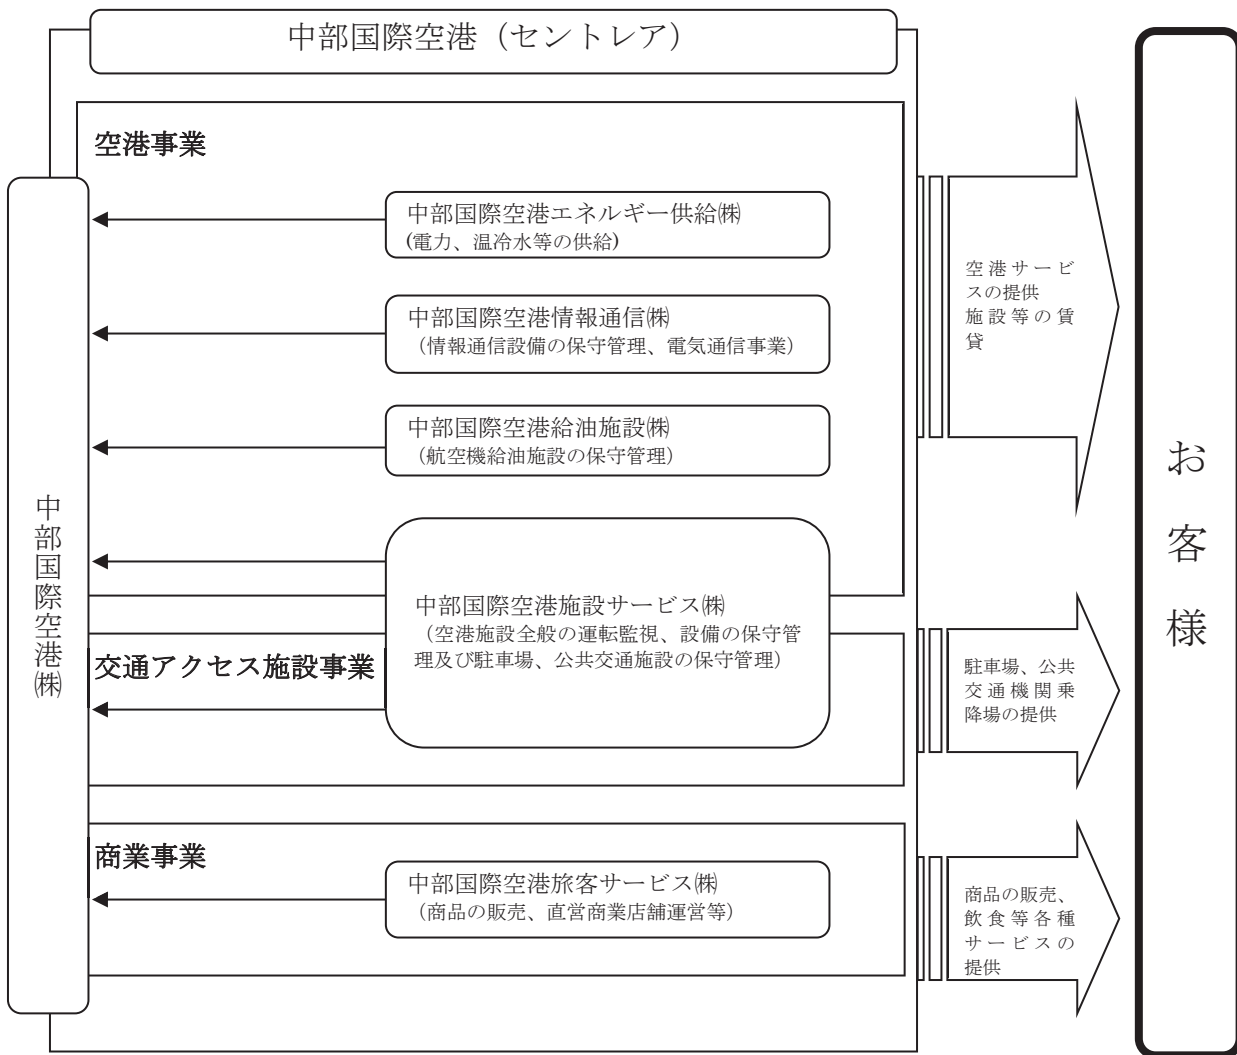 中部国際空港（セントレア）
空港事業
中部国際空港エネルギー供給㈱
(電力、温冷水等の供給)
中部国際空港情報通信㈱
（情報通信設備の保守管理、電気通信事業）
中部国際空港給油施設㈱
（航空機給油施設の保守管理）
中部国際空港施設サービス㈱
（空港施設全般の運転監視、設備の保守管
理及び駐車場、公共交通施設の保守管理）
交通アクセス施設事業
商業事業
中部国際空港旅客サービス㈱
（商品の販売、直営商業店舗運営等）
中部国際空港㈱
空港サービ
スの提供
施設等の賃
貸
駐車場、公共
交通機関乗
降場の提供
商品の販売、
飲食等各種
サービスの
提供
お客様